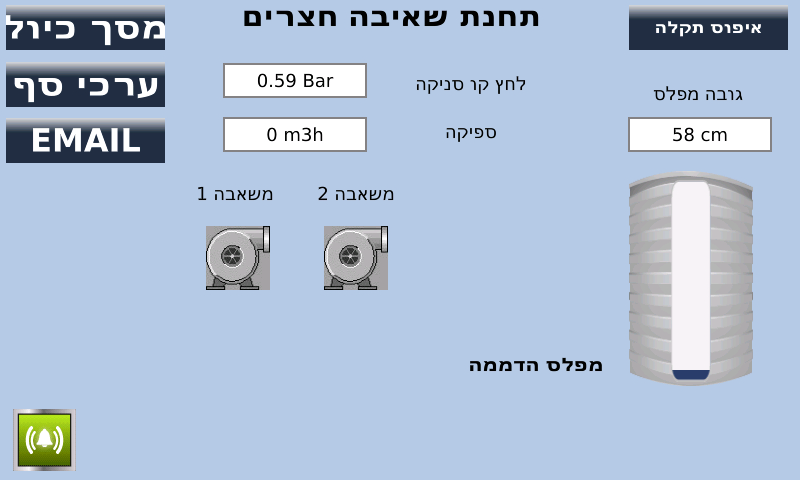 תחנת שאיבה חצרים
איפוס תקלה
מסך כיול
ערכי סף
EMAIL
לחץ קו סניקה
0.59 Bar
ספיקה
0 m3h
גובה מפלס
58 cm
משאבה 1
משאבה 2
מפלס הדממה